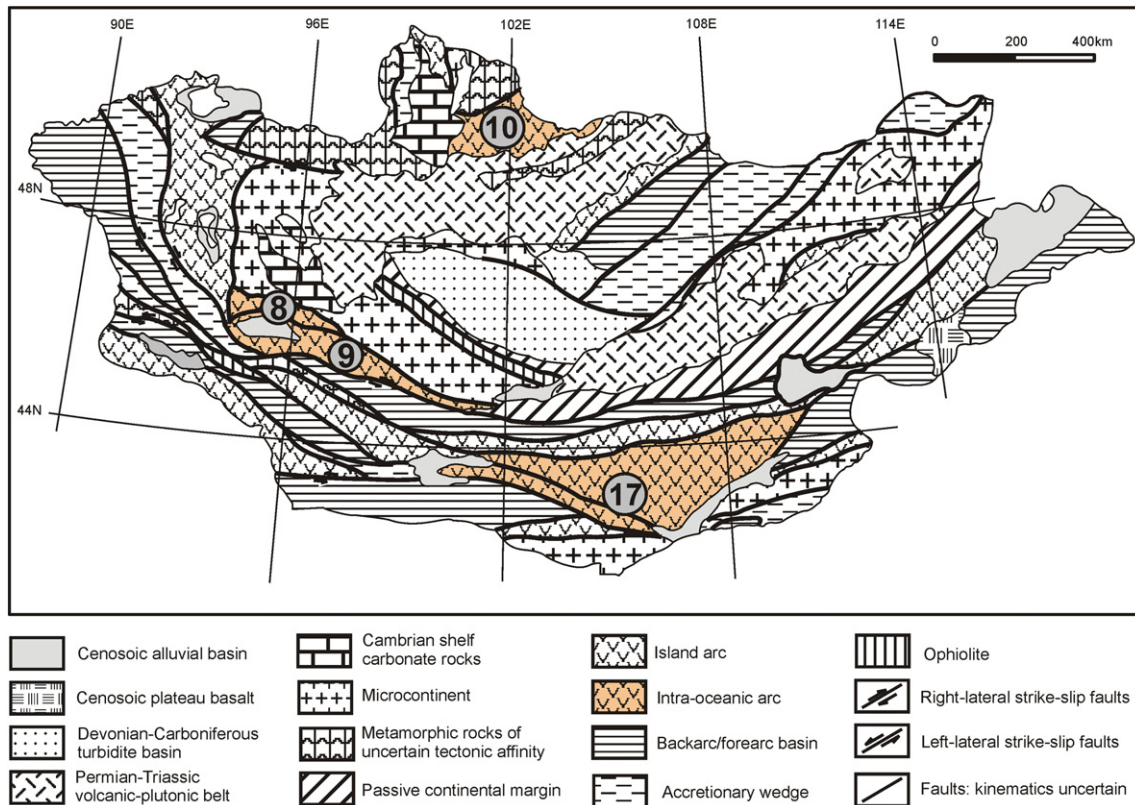 90E 96E 102E 108E 114E
0 200 400km
10
48N
8
9
44N
17
Cenosoic alluvial basin
Cenosoic plateau basalt
Devonian-Carboniferous
turbidite basin
Permian-Triassic
volcanic-plutonic belt
Cambrian shelf
carbonate rocks
Microcontinent
Metamorphic rocks of
uncertain tectonic affinity
Passive continental margin
Island arc
Intra-oceanic arc
Backarc/forearc basin
Accretionary wedge
Ophiolite
Right-lateral strike-slip faults
Left-lateral strike-slip faults
Faults: kinematics uncertain